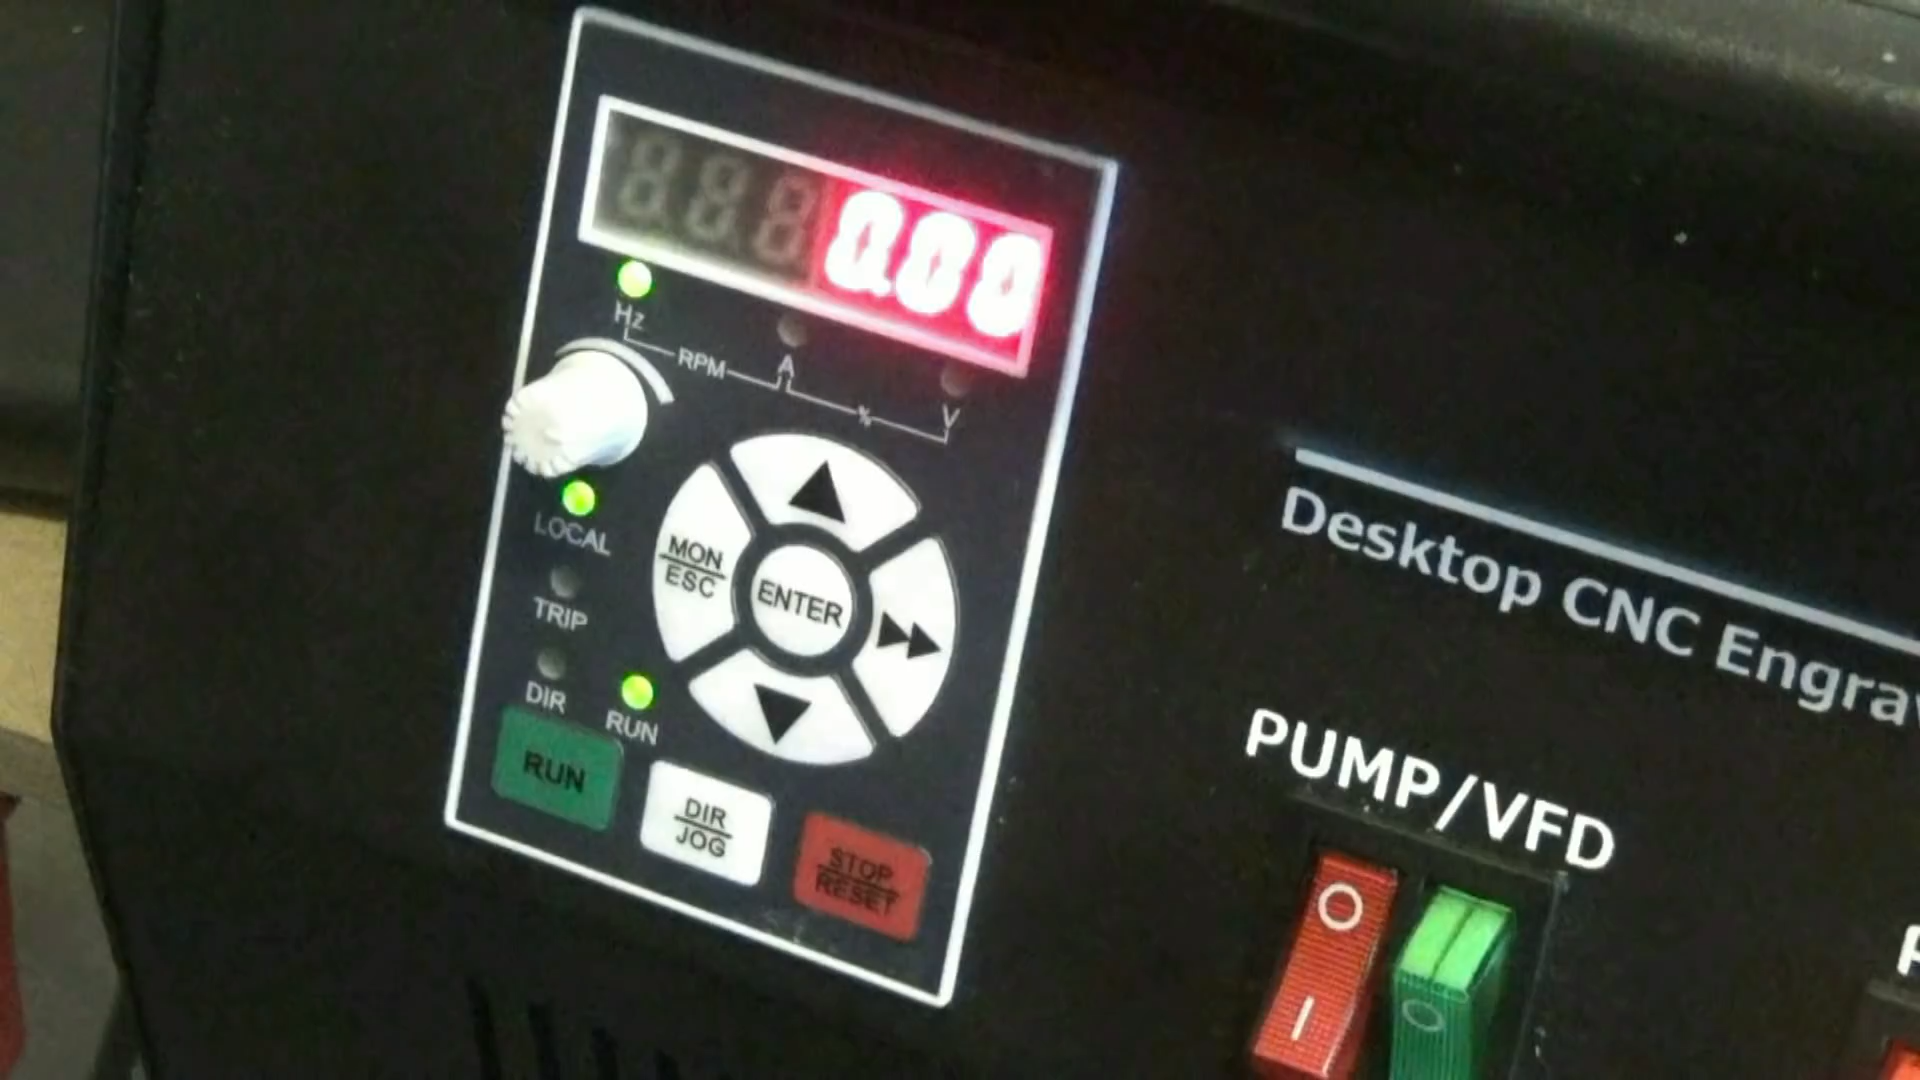 0.00
Hz
RPM
A
%
V
LOCAL
MON
ESC
ENTER
TRIP
DIR
RUN
RUN
DIR
JOG
STOP
RESET
Desktop CNC Engrav
PUMP/VFD